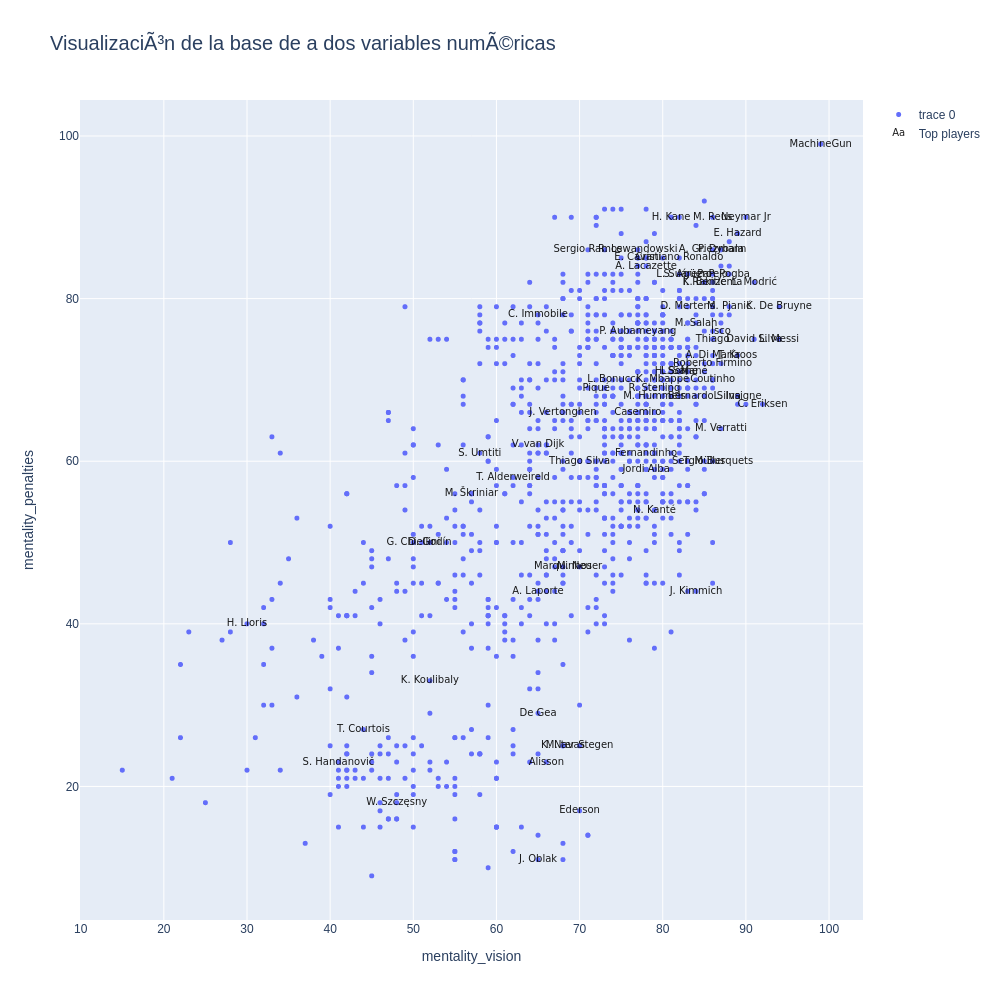 VisualizaciÃ³n de la base de a dos variables numÃ©ricas
trace 0
Aa Top players
100
80
60
40
20
mentality_penalties
10 20 30 40 50 60 70 80 90 100
mentality_vision
MachineGun
H. Kane
M. Reus
Neymar Jr
E. Hazard
Sergio Ramos
R. Lewandowski
A. Griezmann
P. Dybala
E. Cavani
Cristiano Ronaldo
A. Lacazette
L. Suárez
S. Agüero
P. Pogba
K. Benzema
L. Modrić
D. Mertens
M. Pjanić
K. De Bruyne
C. Immobile
M. Salah
P. Aubameyang
Isco
Thiago
David Silva
L. Messi
A. Di María
T. Kroos
Roberto Firmino
L. Bonucci
K. Mbappé
Coutinho
Piqué
R. Sterling
M. Hummels
Bernardo Silva
L. Insigne
C. Eriksen
J. Vertonghen
Casemiro
M. Verratti
V. van Dijk
S. Umtiti
Fernandinho
Thiago Silva
Sergio Busquets
T. Müller
Jordi Alba
T. Alderweireld
M. Škriniar
N. Kanté
G. Chiellini
D. Godín
Marquinhos
M. Neuer
A. Laporte
J. Kimmich
H. Lloris
K. Koulibaly
De Gea
T. Courtois
K. Navas
M. ter Stegen
S. Handanovič
Alisson
W. Szczęsny
Ederson
J. Oblak